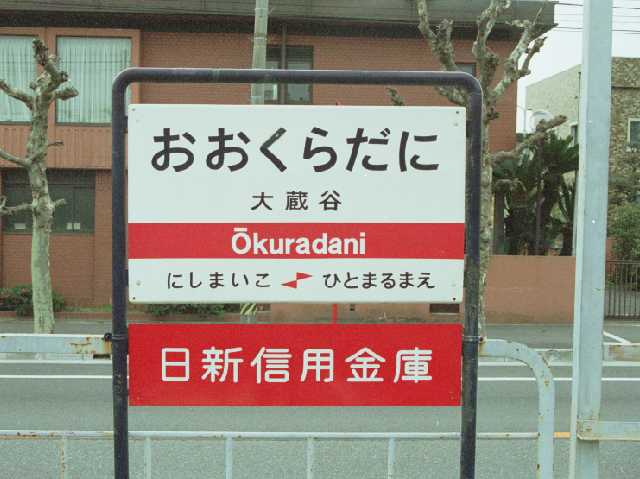 おおくらだに
大蔵谷
Ōkuradani
にしまいこ ひとまるまえ
日新信用金庫